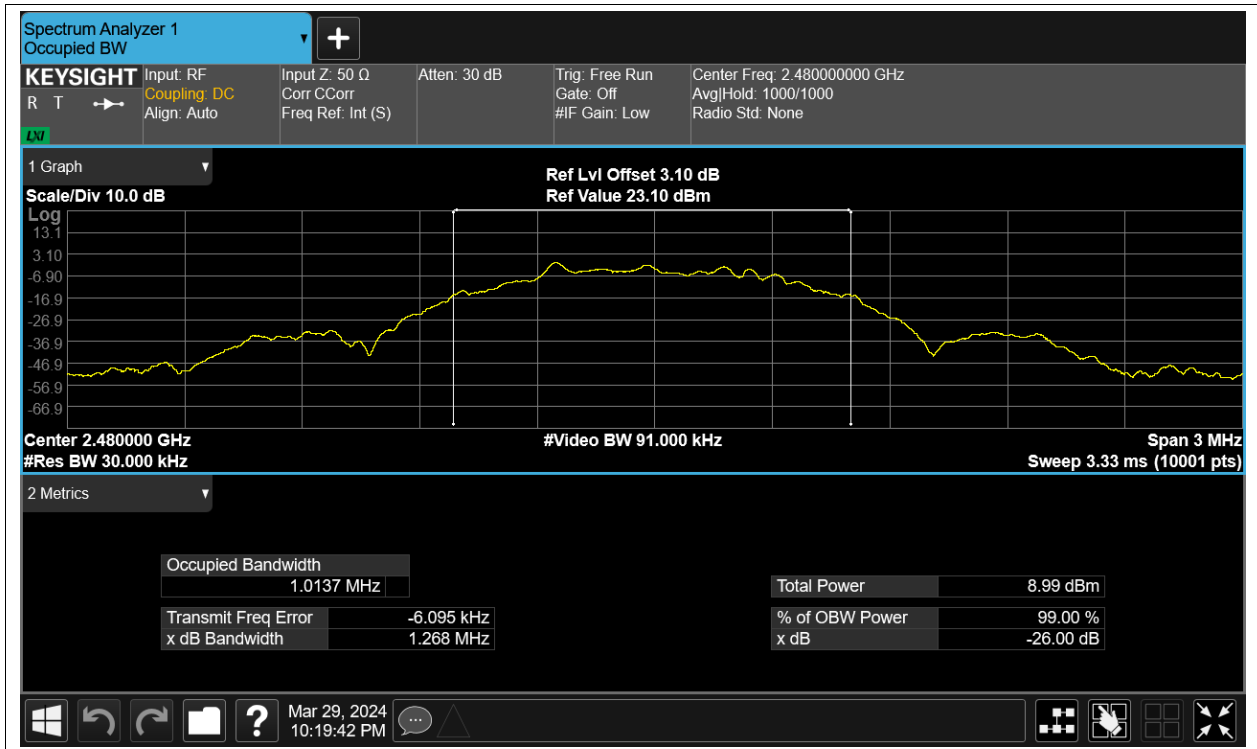 Spectrum Analyzer 1
Occupied BW
+
KEYSIGHT
R T
LXI
Input: RF
Coupling: DC
Align: Auto
Input Z: 50 Ω
Corr CCorr
Freq Ref: Int (S)
Atten: 30 dB
Trig: Free Run
Gate: Off
#IF Gain: Low
Center Freq: 2.480000000 GHz
Avg|Hold: 1000/1000
Radio Std: None
1 Graph
Ref Lvl Offset 3.10 dB
Scale/Div 10.0 dB
Ref Value 23.10 dBm
Log
13.1
3.10
-6.90
-16.9
-26.9
-36.9
-46.9
-56.9
-66.9
Center 2.480000 GHz
#Video BW 91.000 kHz
Span 3 MHz
#Res BW 30.000 kHz
Sweep 3.33 ms (10001 pts)
2 Metrics
Occupied Bandwidth
1.0137 MHz
Total Power 8.99 dBm
Transmit Freq Error -6.095 kHz
% of OBW Power 99.00 %
x dB Bandwidth 1.268 MHz
x dB -26.00 dB
?
Mar 29, 2024
10:19:42 PM